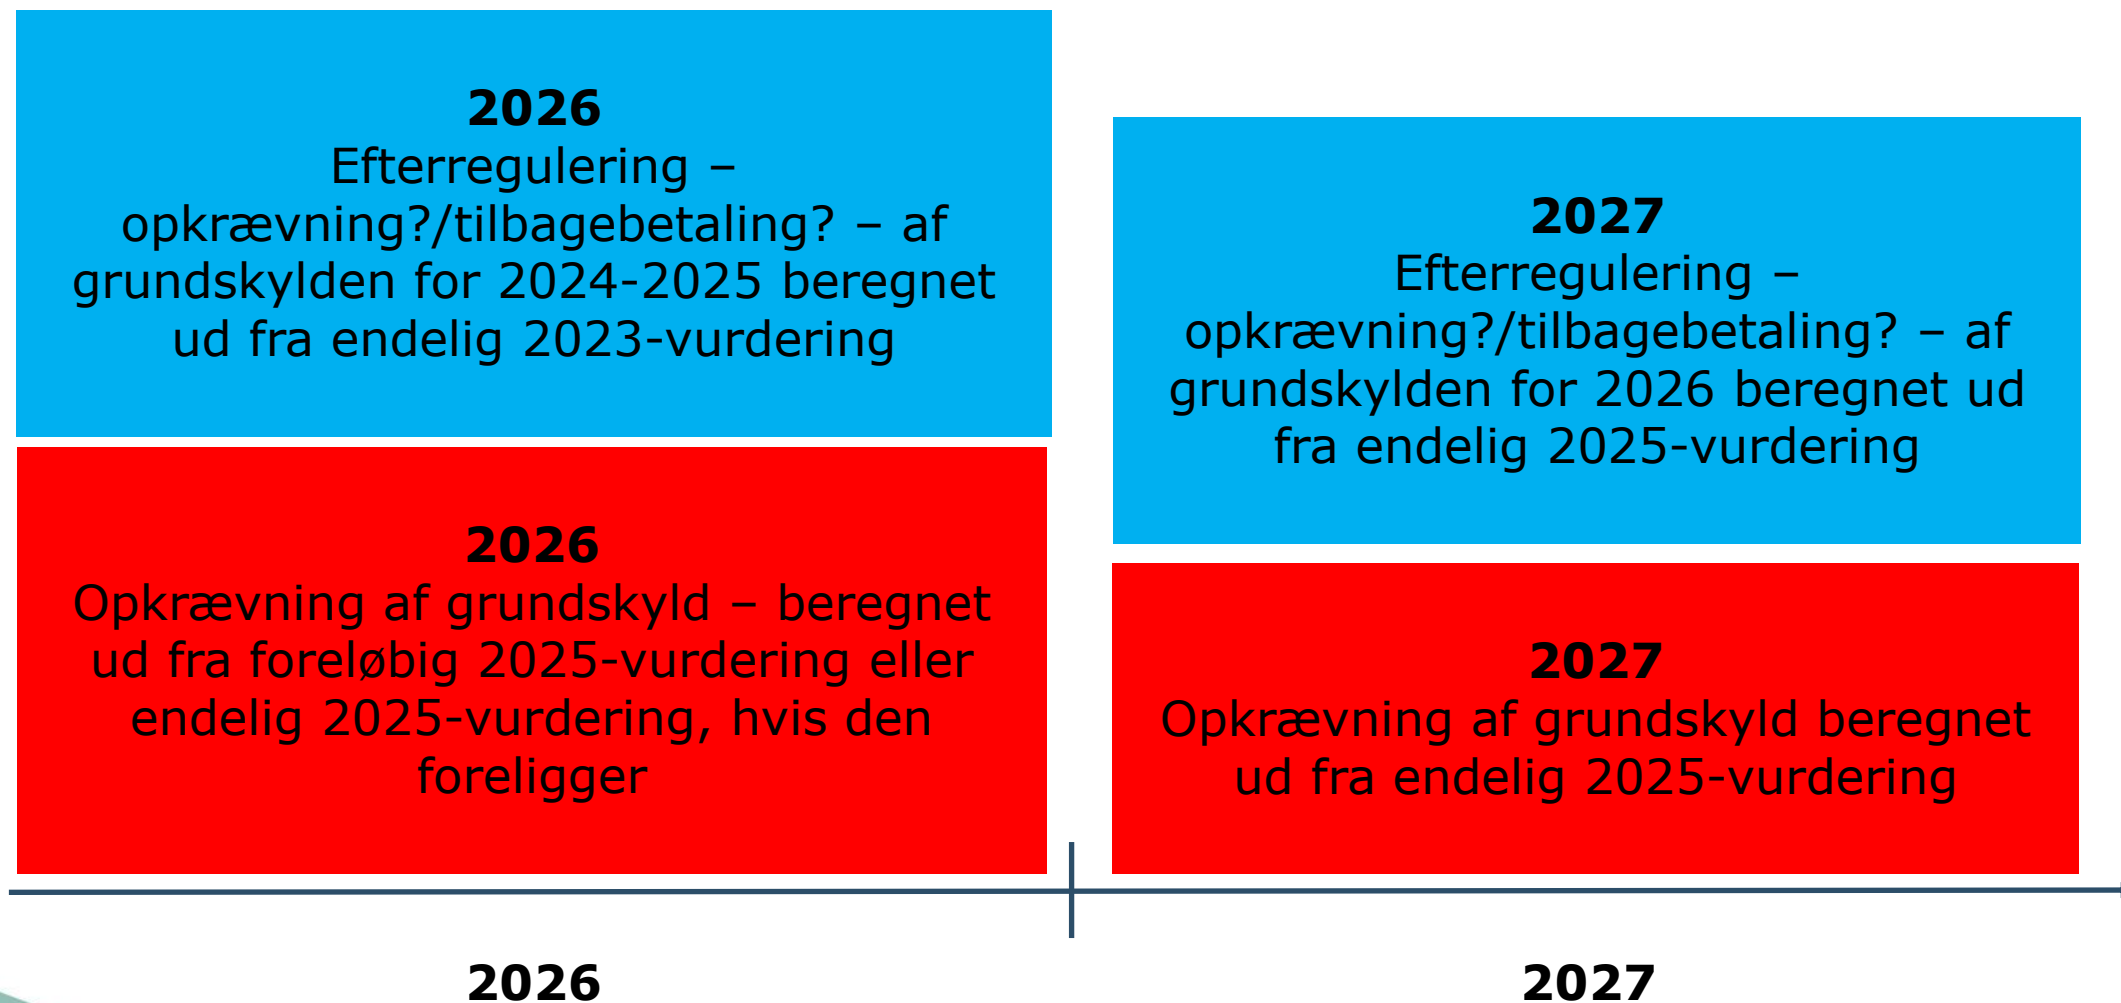 2026
Efterregulering –
opkrævning?/tilbagebetaling? – af
grundskylden for 2024-2025 beregnet
ud fra endelig 2023-vurdering
2026
Opkrævning af grundskyld – beregnet
ud fra foreløbig 2025-vurdering eller
endelig 2025-vurdering, hvis den
foreligger
2027
Efterregulering –
opkrævning?/tilbagebetaling? – af
grundskylden for 2026 beregnet ud
fra endelig 2025-vurdering
2027
Opkrævning af grundskyld beregnet
ud fra endelig 2025-vurdering
2026
2027